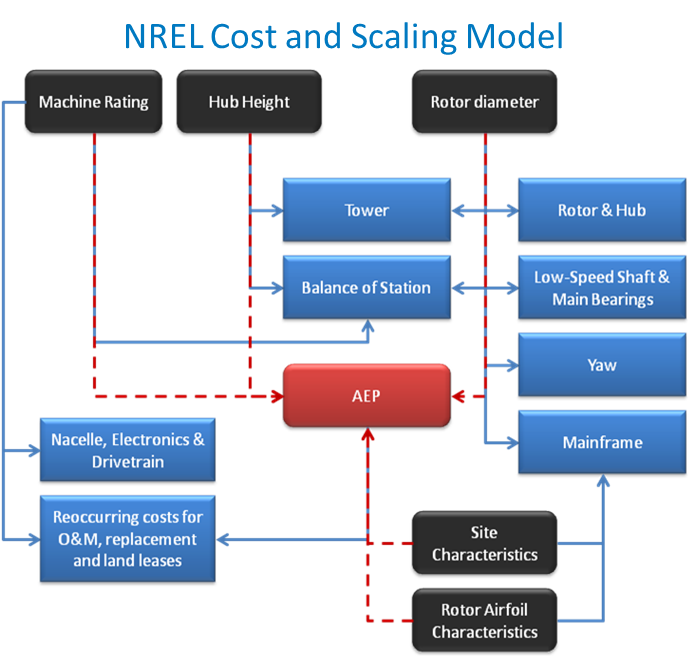 NREL Cost and Scaling Model
Machine Rating
Hub Height
Rotor diameter
Tower
Rotor & Hub
Balance of Station
Low-Speed Shaft &
Main Bearings
Yaw
AEP
Mainframe
Nacelle, Electronics &
Drivetrain
Reoccurring costs for
O&M, replacement
and land leases
Site
Characteristics
Rotor Airfoil
Characteristics